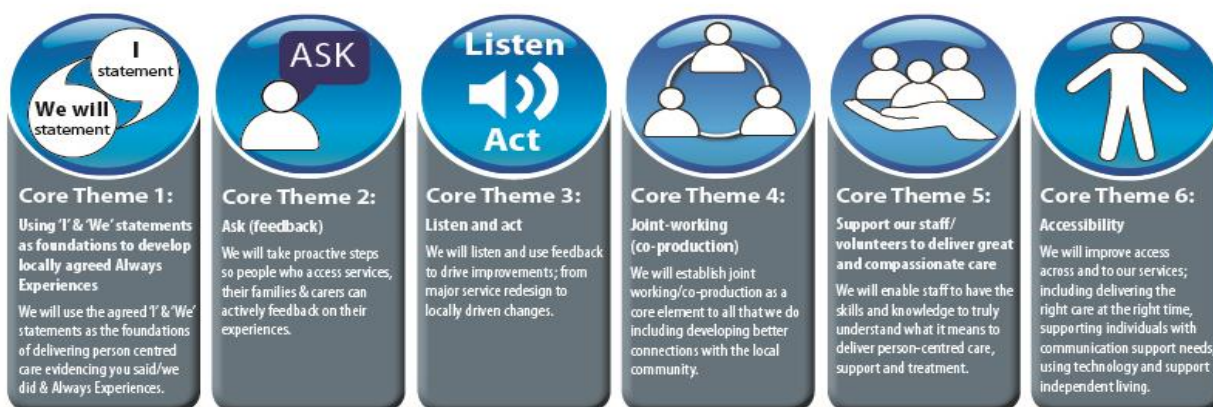 I
statement
We will
statement
Core Theme 1:
Using 'I' & 'We' statements
as foundations to develop
locally agreed Always
Experiences
We will use the agreed 'I' & 'We'
statements as the foundations
of delivering person centred
care evidencing you said/we
did & Always Experiences.
ASK
Core Theme 2:
Ask (feedback)
We will take proactive steps
so people who access services,
their families & carers can
actively feedback on their
experiences.
Listen
Act
Core Theme 3:
Listen and act
We will listen and use feedback
to drive improvements; from
major service redesign to
locally driven changes.
Core Theme 4:
Joint-working
(co-production)
We will establish joint
working/co-production as a
core element to all that we do
including developing better
connections with the local
community.
Core Theme 5:
Support our staff/
volunteers to deliver great
and compassionate care
We will enable staff to have the
skills and knowledge to truly
understand what it means to
deliver person-centred care,
support and treatment.
Core Theme 6:
Accessibility
We will improve access
across and to our services;
including delivering the
right care at the right time,
supporting individuals with
communication support needs
using technology and support
independent living.